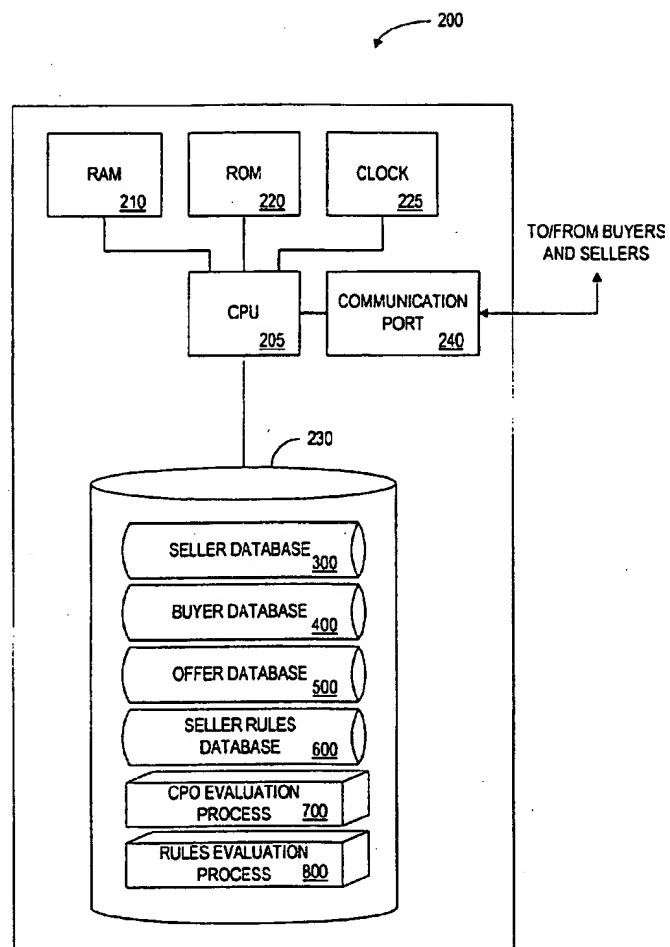 200
RAM
210
ROM
220
CLOCK
225
TO/FROM BUYERS
AND SELLERS
CPU
205
COMMUNICATION
PORT
240
230
SELLER DATABASE
300
BUYER DATABASE
400
OFFER DATABASE
500
SELLER RULES
DATABASE
600
CPO EVALUATION
PROCESS
700
RULES EVALUATION
PROCESS
800